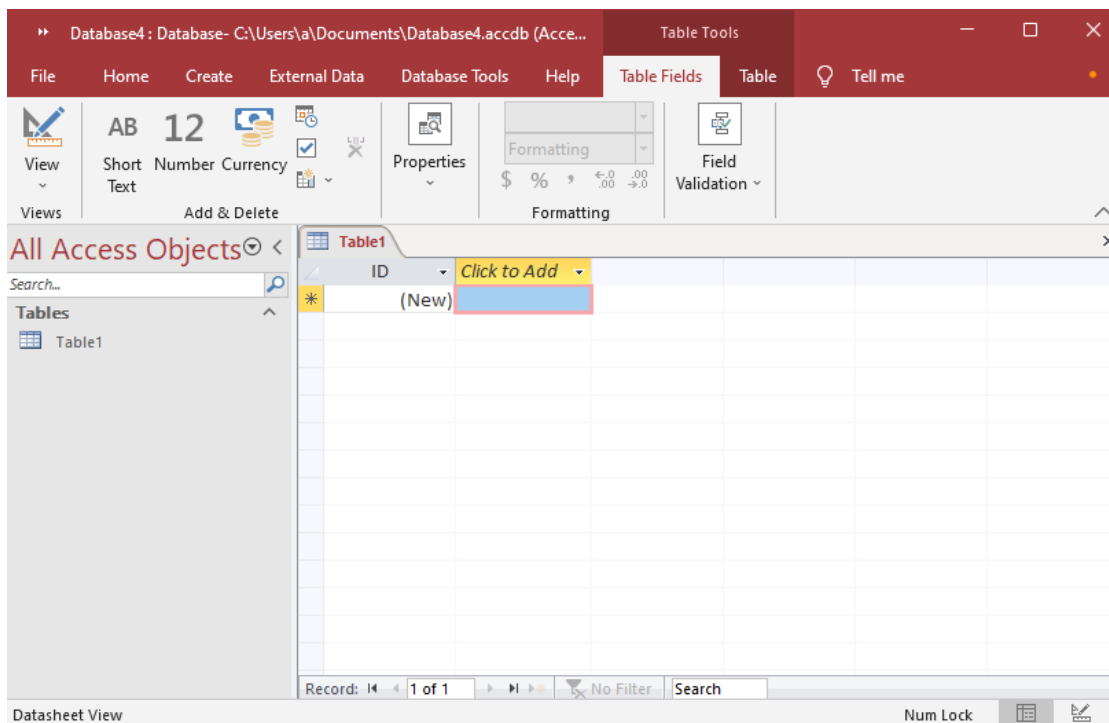 Database4 : Database- C:\Users\a\Documents\Database4.accdb (Acce...
Table Tools
File Home Create External Data Database Tools Help Table Fields Table Tell me
View
AB
Short Text
12
Number
Currency
Properties
Formatting
$ % , .00 .00
Field Validation
Views
Add & Delete
Formatting
All Access Objects
Search...
Tables
Table1
Table1
ID Click to Add
(New)
Record: 1 of 1 No Filter Search
Datasheet View
Num Lock